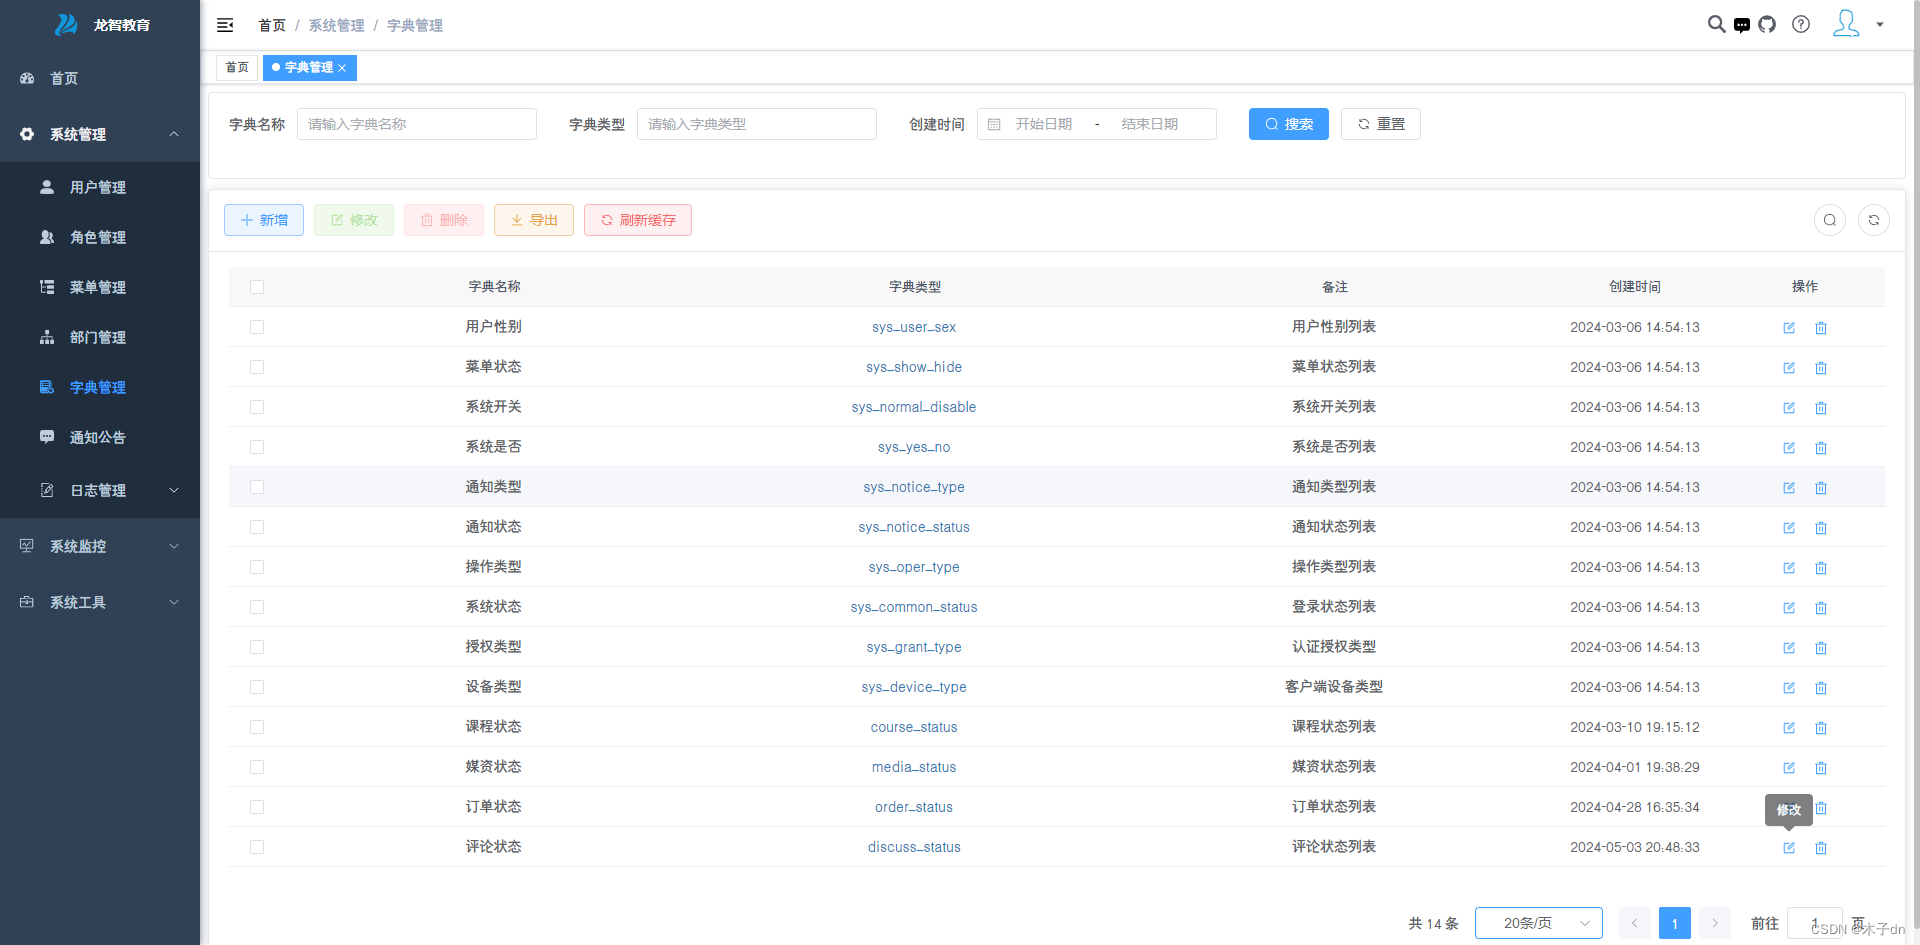 龙智教育
首页 / 系统管理 / 字典管理
首页
系统管理
用户管理
角色管理
菜单管理
部门管理
字典管理
通知公告
日志管理
系统监控
系统工具
首页 字典管理
字典名称 请输入字典名称 字典类型 请输入字典类型 创建时间 开始日期 - 结束日期 搜索 重置
新增 修改 删除 导出 刷新缓存
字典名称 字典类型 备注 创建时间 操作
用户性别 sys_user_sex 用户性别列表 2024-03-06 14:54:13
菜单状态 sys_show_hide 菜单状态列表 2024-03-06 14:54:13
系统开关 sys_normal_disable 系统开关列表 2024-03-06 14:54:13
系统是否 sys_yes_no 系统是否列表 2024-03-06 14:54:13
通知类型 sys_notice_type 通知类型列表 2024-03-06 14:54:13
通知状态 sys_notice_status 通知状态列表 2024-03-06 14:54:13
操作类型 sys_oper_type 操作类型列表 2024-03-06 14:54:13
系统状态 sys_common_status 登录状态列表 2024-03-06 14:54:13
授权类型 sys_grant_type 认证授权类型 2024-03-06 14:54:13
设备类型 sys_device_type 客户端设备类型 2024-03-06 14:54:13
课程状态 course_status 课程状态列表 2024-03-10 19:15:12
媒资状态 media_status 媒资状态列表 2024-04-01 19:38:29
订单状态 order_status 订单状态列表 2024-04-28 16:35:34
修改
评论状态 discuss_status 评论状态列表 2024-05-03 20:48:33
共 14 条 20条/页 1 前往 1 页
CSDN @木子dn